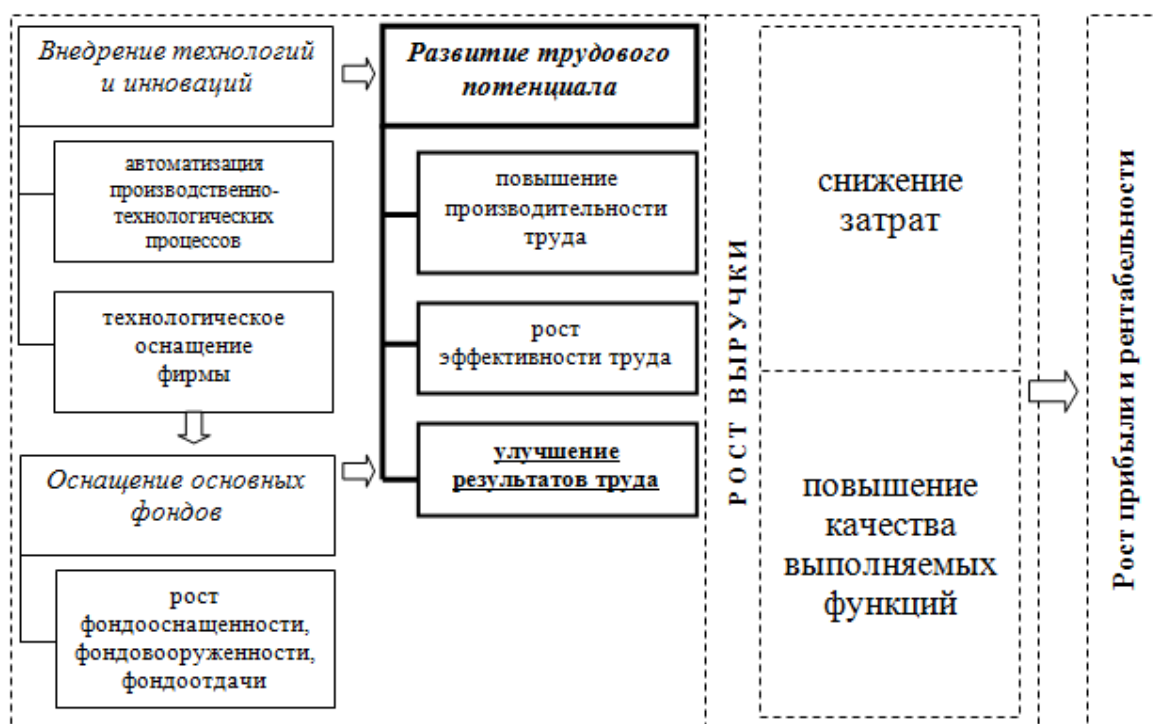 Внедрение технологий
и инноваций
автоматизация
производственно-
технологических
процессов
технологическое
оснащение
фирмы
Оснащение основных
фондов
рост
фондооснащенности,
фондовооруженности,
фондоотдачи
Развитие трудового
потенциала
повышение
производительности
труда
рост
эффективности труда
улучшение
результатов труда
РОСТ ВЫРУЧКИ
снижение
затрат
повышение
качества
выполняемых
функций
Рост прибыли и рентабельности